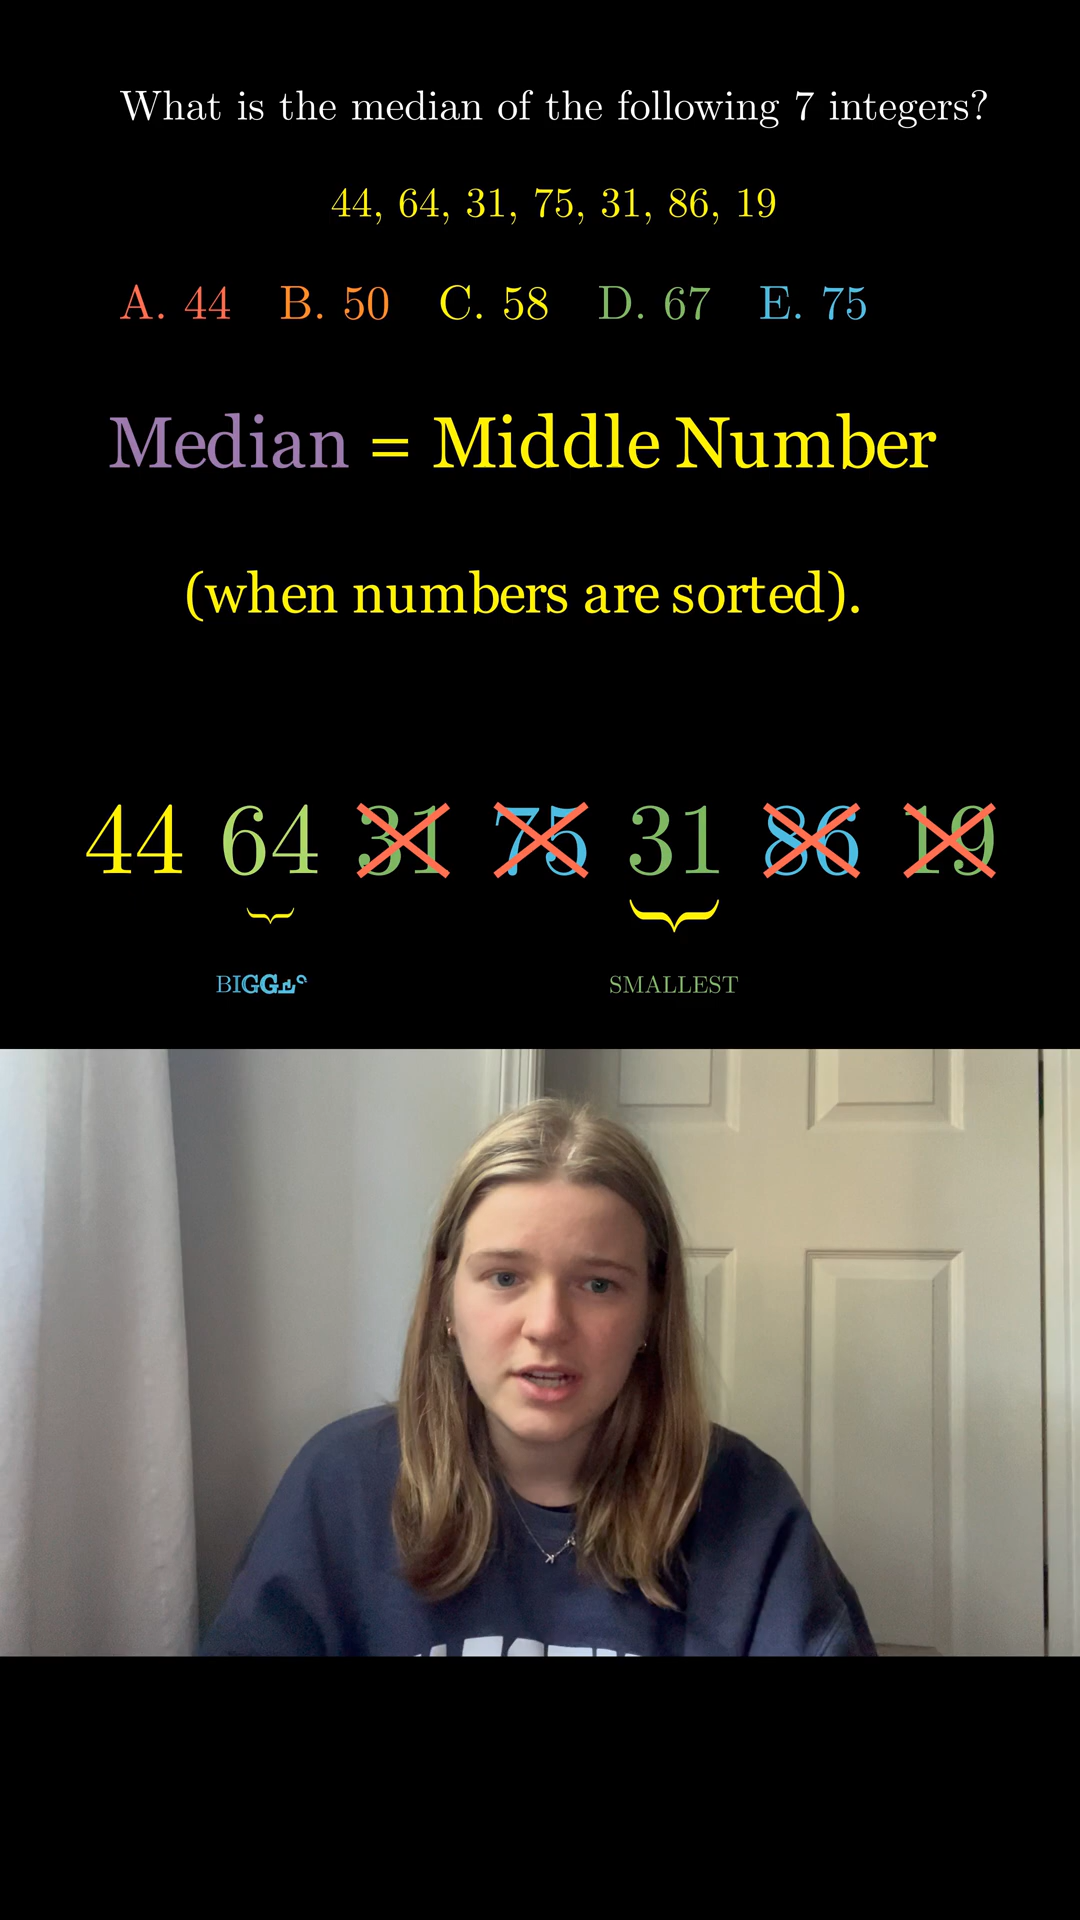 What is the median of the following 7 integers?
44, 64, 31, 75, 31, 86, 19
A. 44 B. 50 C. 58 D. 67 E. 75
Median = Middle Number
(when numbers are sorted).
44 64 31 75 31 86 19
SMALLEST